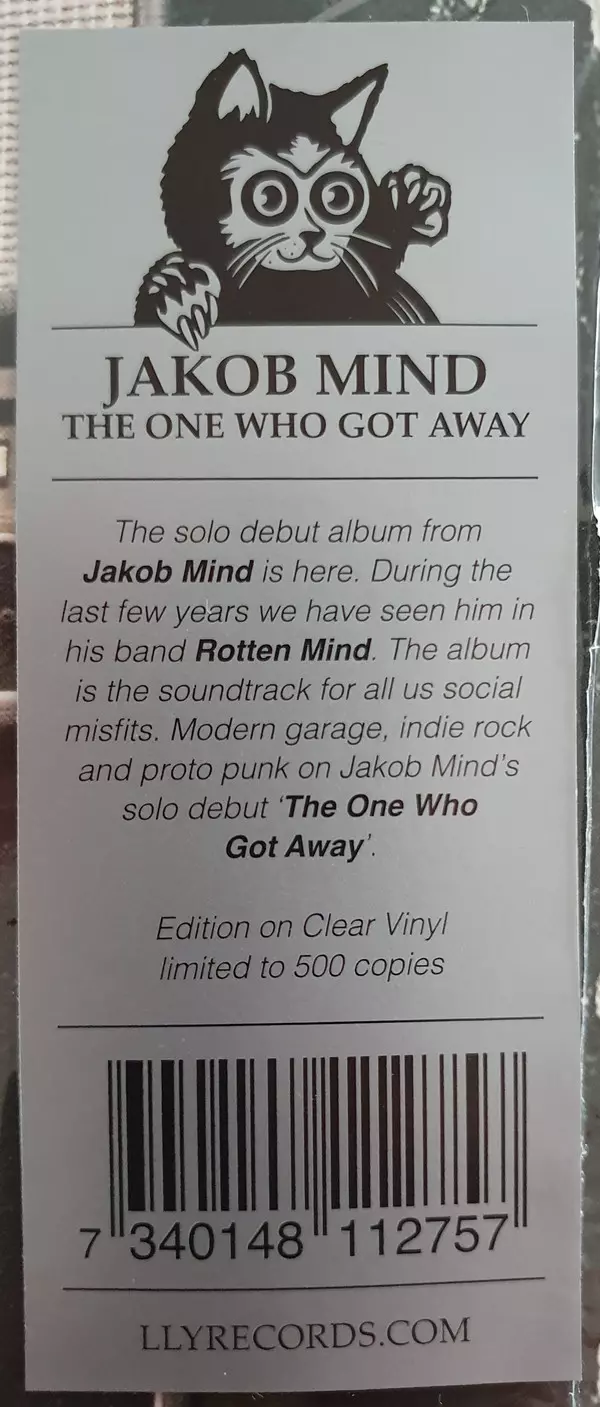 JAKOB MIND
THE ONE WHO GOT AWAY
The solo debut album from
Jakob Mind is here. During the
last few years we have seen him in
his band Rotten Mind. The album
is the soundtrack for all us social
misfits. Modern garage, indie rock
and proto punk on Jakob Mind's
solo debut 'The One Who
Got Away'.
Edition on Clear Vinyl
limited to 500 copies
7 340148 112757
LLYRECORDS.COM